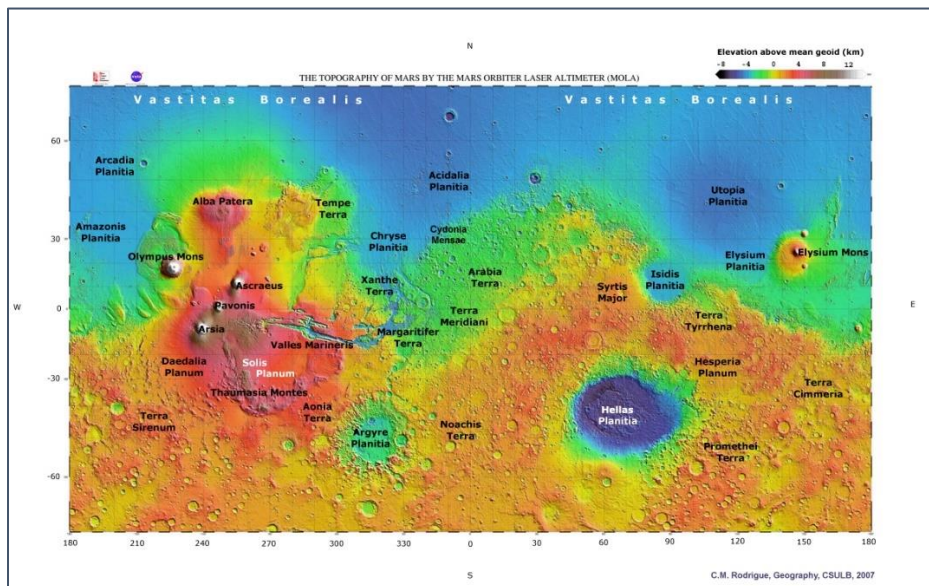 N
Elevation above mean geoid (km)
-8 -4 0 4 8 12
THE TOPOGRAPHY OF MARS BY THE MARS ORBITER LASER ALTIMETER (MOLA)
Vastitas Borealis
Vastitas Borealis
60
Arcadia
Planitia
Acidalia
Planitia
Utopia
Planitia
Alba Patera
Tempe
Terra
Amazonis
Planitia
30
Chryse
Planitia
Cydonia
Mensae
Olympus Mons
Elysium
Planitia
Elysium Mons
Ascraeus
Xanthe
Terra
Arabia
Terra
Syrtis
Major
Isidis
Planitia
W
0
Pavonis
E
Arsia
Terra
Meridiani
Terra
Tyrrhena
Valles Marineris
Margaritifer
Terra
Daedalia
Planum
Solis
Planum
Hesperia
Planum
-30
Thaumasia Montes
Terra
Cimmeria
Terra
Sirenum
Aonia
Terra
Argyre
Planitia
Noachis
Terra
Hellas
Planitia
Promethei
Terra
-60
180 210 240 270 300 330 0 30 60 90 120 150 180
S
C.M. Rodrigue, Geography, CSULB, 2007